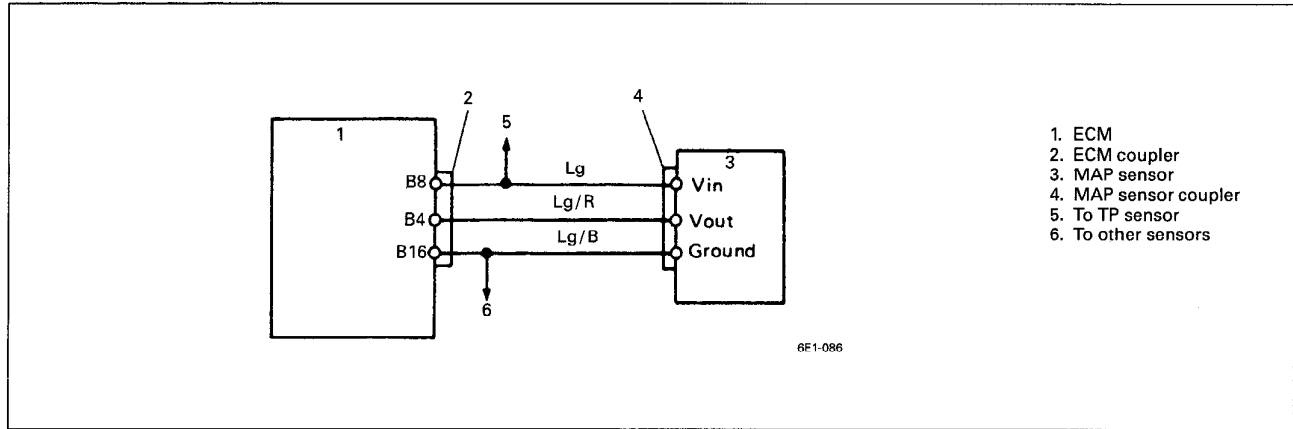 2
4
5
1
3
B8
Lg
Vin
B4
Lg/R
Vout
B16
Lg/B
Ground
6
6E1-086
1. ECM
2. ECM coupler
3. MAP sensor
4. MAP sensor coupler
5. To TP sensor
6. To other sensors